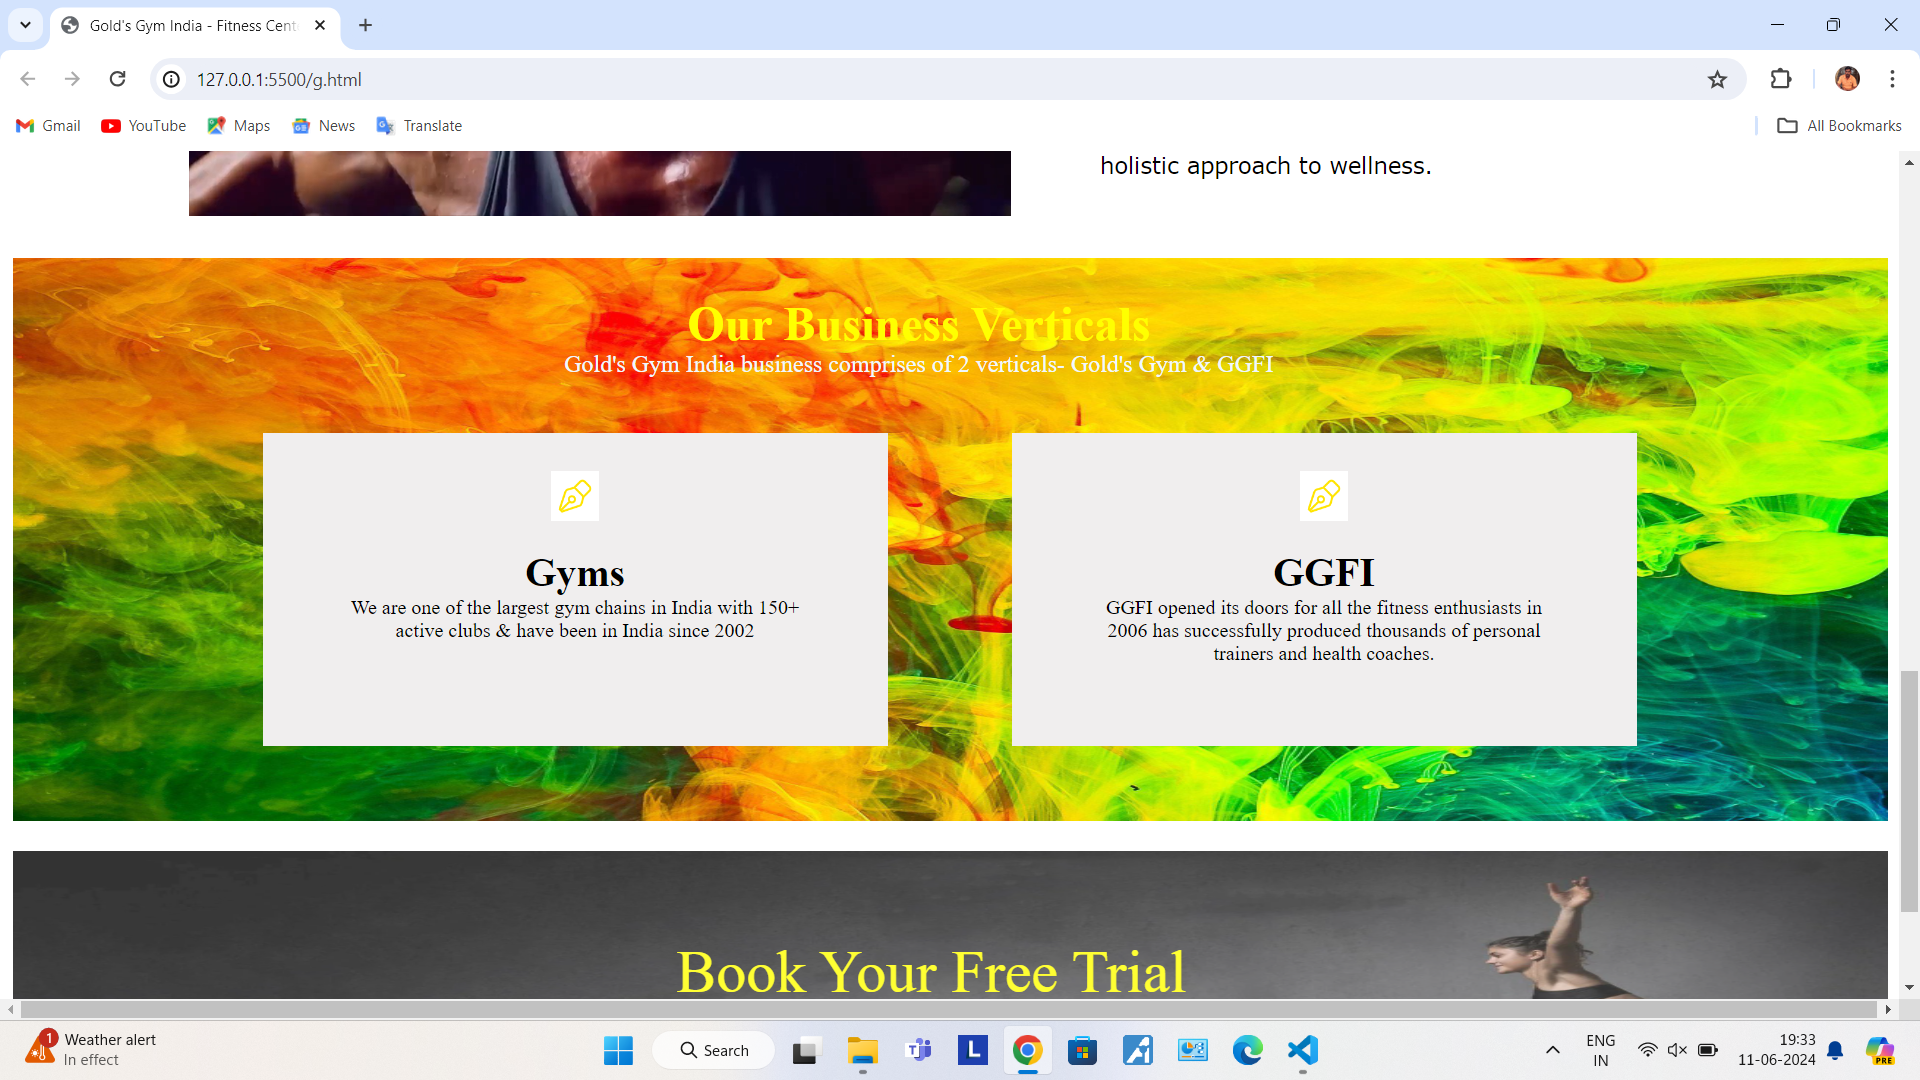 Gold's Gym India - Fitness Cent
127.0.0.1:5500/g.html
Gmail
YouTube
Maps
News
Translate
All Bookmarks
holistic approach to wellness.
Our Business Verticals
Gold's Gym India business comprises of 2 verticals- Gold's Gym & GGFI
Gyms
We are one of the largest gym chains in India with 150+
active clubs & have been in India since 2002
GGFI
GGFI opened its doors for all the fitness enthusiasts in
2006 has successfully produced thousands of personal
trainers and health coaches.
Book Your Free Trial
1
Weather alert
In effect
Search
L
ENG
IN
19:33
11-06-2024
PRE